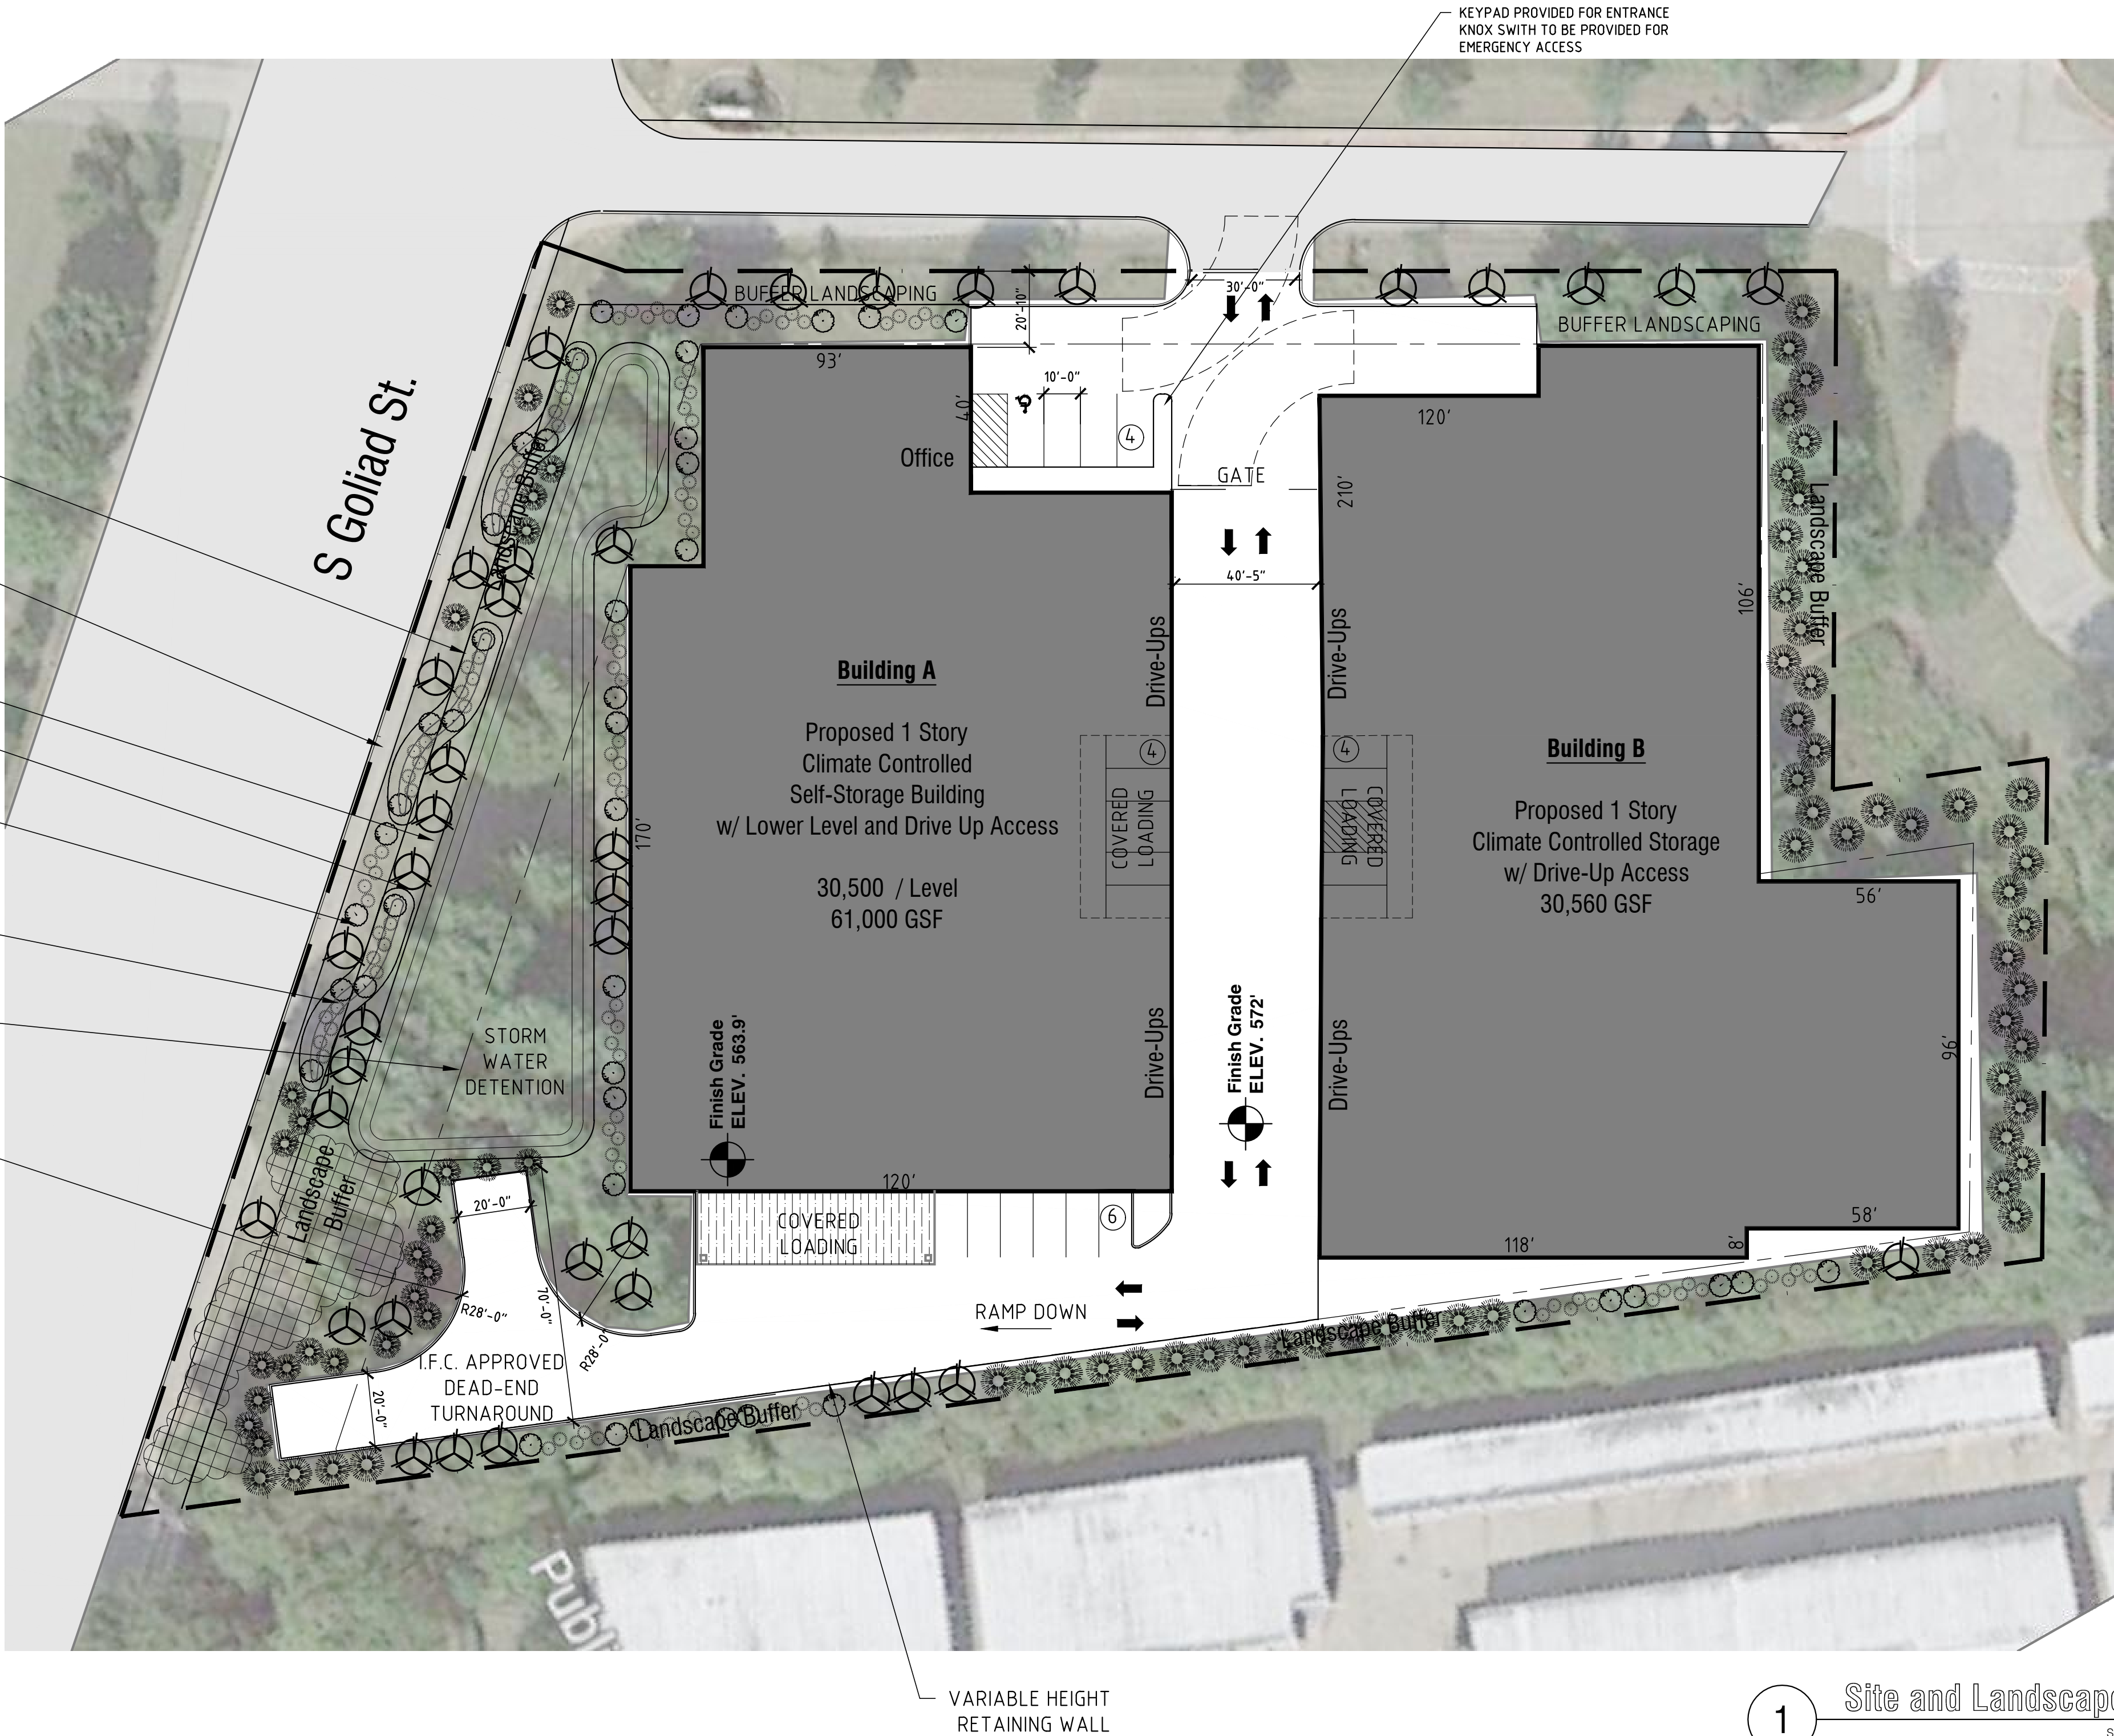 KEYPAD PROVIDED FOR ENTRANCE
KNOX SWITH TO BE PROVIDED FOR
EMERGENCY ACCESS
S Goliad St.
BUFFER LANDSCAPING
20'-10"
30'-0"
BUFFER LANDSCAPING
93'
40'
10'-0"
4
Office
GATE
120'
210'
40'-5"
106'
Landscape Buffer
Landscape Buffer
Drive-Ups
Drive-Ups
Building A
Proposed 1 Story
Climate Controlled
Self-Storage Building
w/ Lower Level and Drive Up Access
30,500 / Level
61,000 GSF
170'
4
COVERED
LOADING
4
COVERED
LOADING
Building B
Proposed 1 Story
Climate Controlled Storage
w/ Drive-Up Access
30,560 GSF
56'
96'
STORM
WATER
DETENTION
Finish Grade
ELEV. 563.9'
Drive-Ups
Finish Grade
ELEV. 572'
Drive-Ups
120'
Landscape
Buffer
20'-0"
COVERED
LOADING
6
118'
8'
58'
R28'-0"
70'-0"
R28'-0"
RAMP DOWN
Landscape Buffer
I.F.C. APPROVED
DEAD-END
TURNAROUND
20'-0"
Landscape Buffer
Publi
VARIABLE HEIGHT
RETAINING WALL
1
Site and Landscape